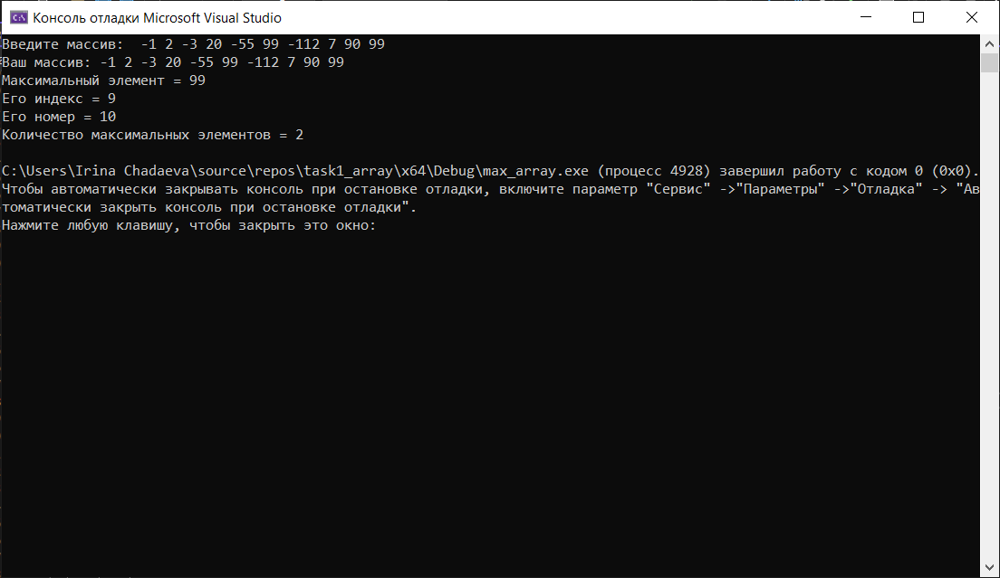 Консоль отладки Microsoft Visual Studio
Введите массив:  -1 2 -3 20 -55 99 -112 7 90 99
Ваш массив: -1 2 -3 20 -55 99 -112 7 90 99
Максимальный элемент = 99
Его индекс = 9
Его номер = 10
Количество максимальных элементов = 2
C:\Users\Irina Chadaeva\source\repos\task1_array\x64\Debug\max_array.exe (процесс 4928) завершил работу с кодом 0 (0x0).
Чтобы автоматически закрывать консоль при остановке отладки, включите параметр "Сервис" ->"Параметры" ->"Отладка" -> "Ав
томатически закрыть консоль при остановке отладки".
Нажмите любую клавишу, чтобы закрыть это окно: